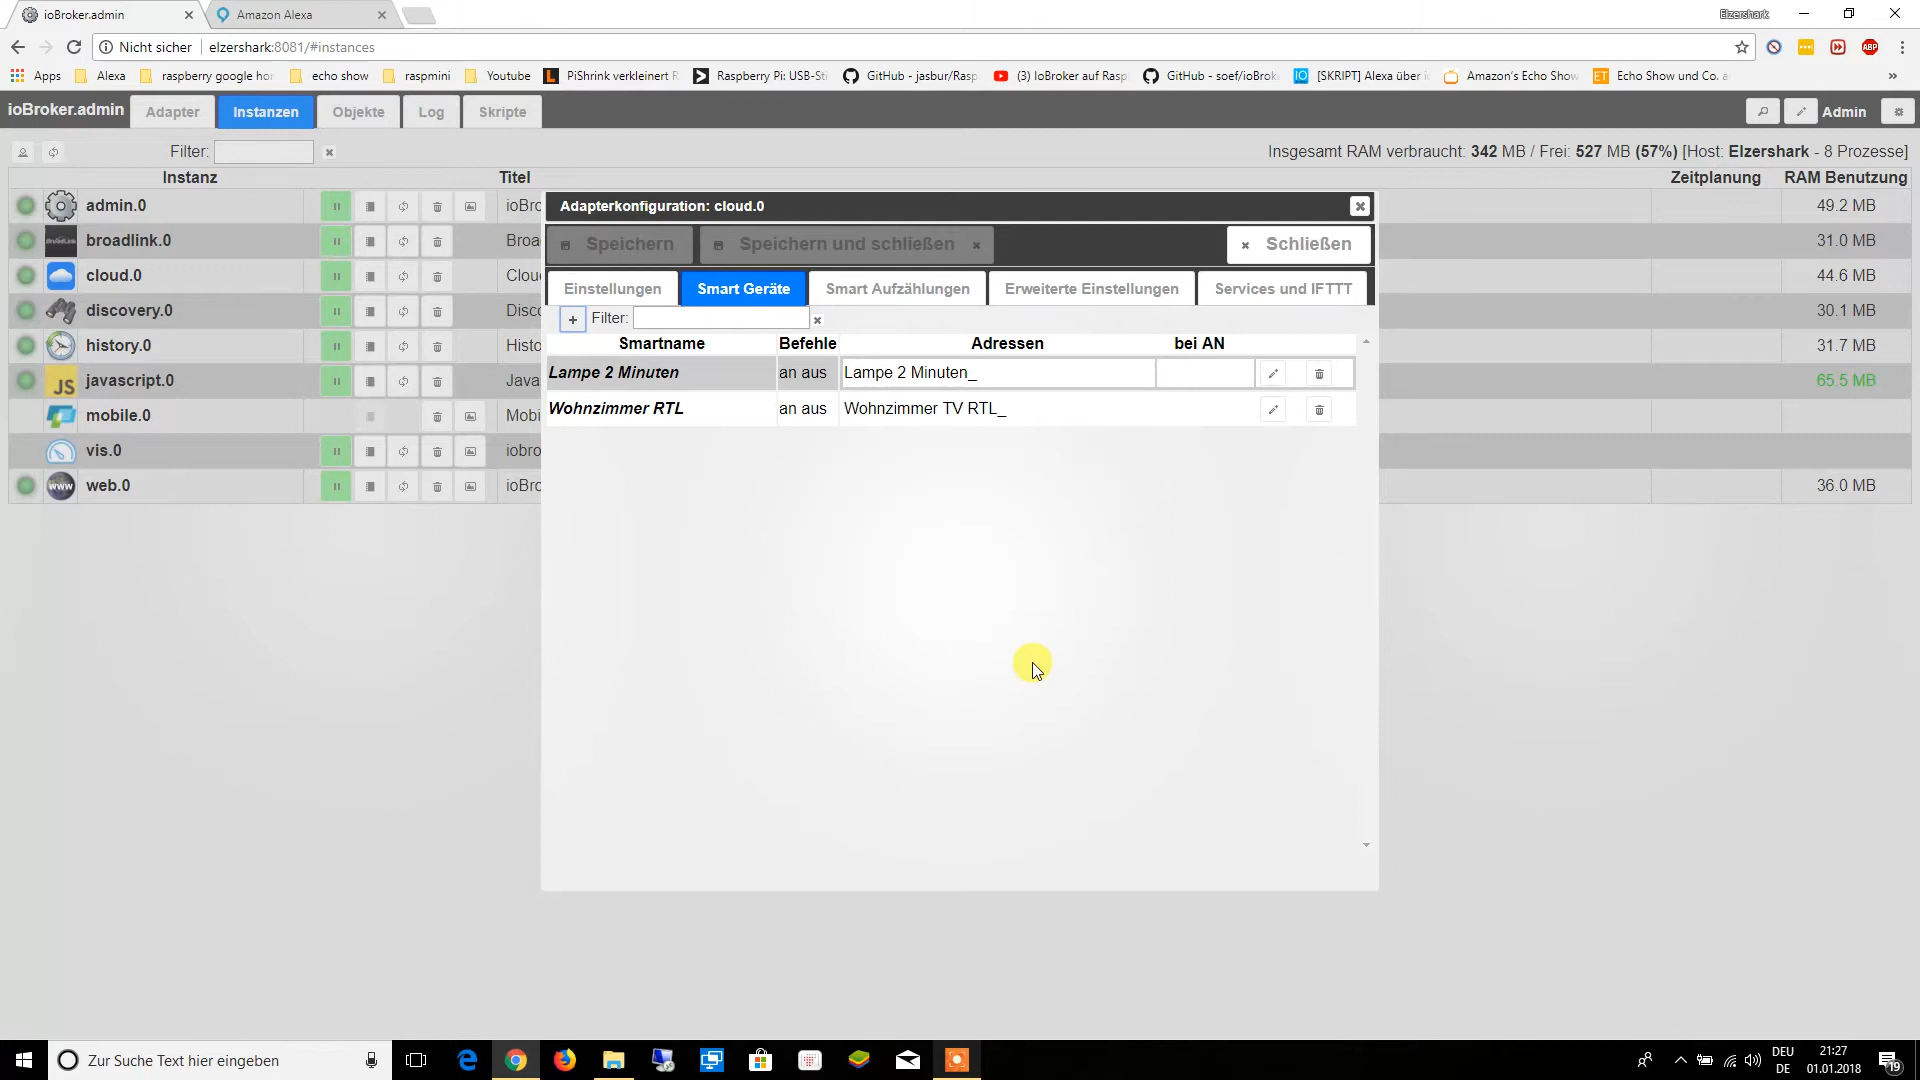 ioBroker.admin
Amazon Alexa
Elzershark
Nicht sicher
elzershark:8081/#instances
Apps
Alexa
raspberry google hor
echo show
raspmini
Youtube
PiShrink verkleinert R
Raspberry Pi: USB-Sti
GitHub - jasbur/Rasp
(3) IoBroker auf Rasp
GitHub - soef/ioBroke
[SKRIPT] Alexa über io
Amazon's Echo Show
Echo Show und Co. a
ioBroker.admin
Adapter
Instanzen
Objekte
Log
Skripte
Admin
Filter:
Insgesamt RAM verbraucht: 342 MB / Frei: 527 MB (57%) [Host: Elzershark - 8 Prozesse]
Instanz
Titel
Zeitplanung
RAM Benutzung
admin.0
ioBro
49.2 MB
broadlink.0
Broa
31.0 MB
cloud.0
Clou
44.6 MB
discovery.0
Disc
30.1 MB
history.0
Histo
31.7 MB
JS
javascript.0
Java
65.5 MB
mobile.0
Mobi
vis.0
iobro
WWW
web.0
ioBro
36.0 MB
Adapterkonfiguration: cloud.0
Speichern
Speichern und schließen
Schließen
Einstellungen
Smart Geräte
Smart Aufzählungen
Erweiterte Einstellungen
Services und IFTTT
Filter:
Smartname
Befehle
Adressen
bei AN
Lampe 2 Minuten
an aus
Lampe 2 Minuten_
Wohnzimmer RTL
an aus
Wohnzimmer TV RTL_
Zur Suche Text hier eingeben
DEU
DE
21:27
01.01.2018
19